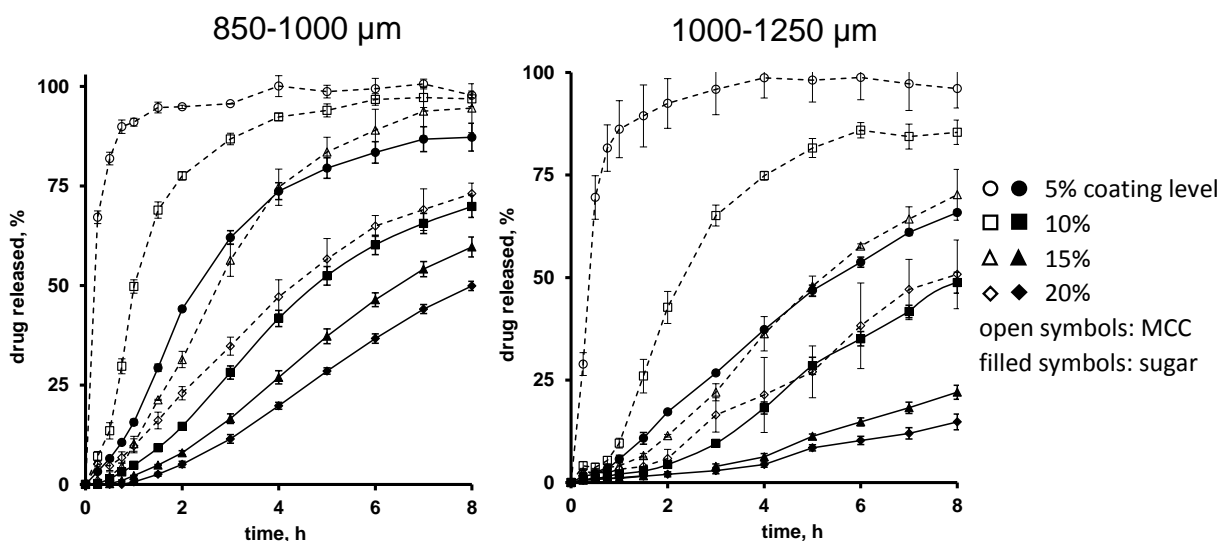 850-1000 µm
100
75
50
25
0
drug released, %
0 2 4 6 8
time, h
1000-1250 µm
100
75
50
25
0
drug released, %
0 2 4 6 8
time, h
5% coating level
10%
15%
20%
open symbols: MCC
filled symbols: sugar